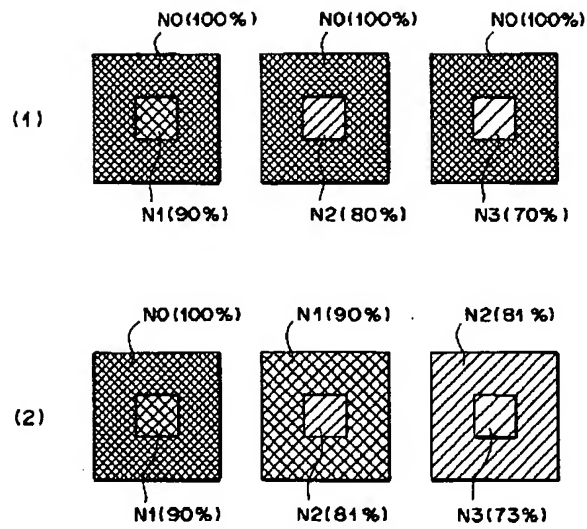 N0(100%) N0(100%) N0(100%)
(1)
N1(90%) N2(80%) N3(70%)
N0(100%) N1(90%) N2(81%)
(2)
N1(90%) N2(81%) N3(73%)